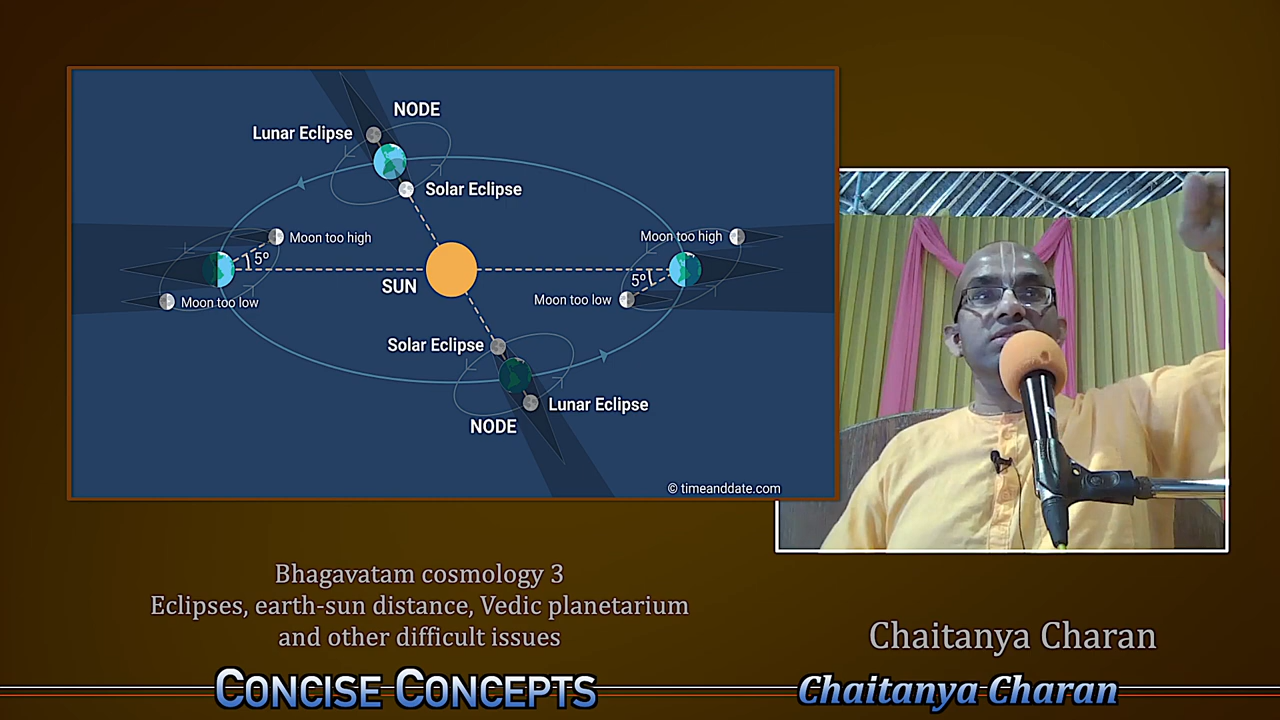 NODE
Lunar Eclipse
Solar Eclipse
Moon too high
5º
Moon too low
SUN
Moon too high
5º
Moon too low
Solar Eclipse
Lunar Eclipse
NODE
© timeanddate.com
Bhagavatam cosmology 3
Eclipses, earth-sun distance, Vedic planetarium
and other difficult issues
Chaitanya Charan
Concise Concepts
Chaitanya Charan